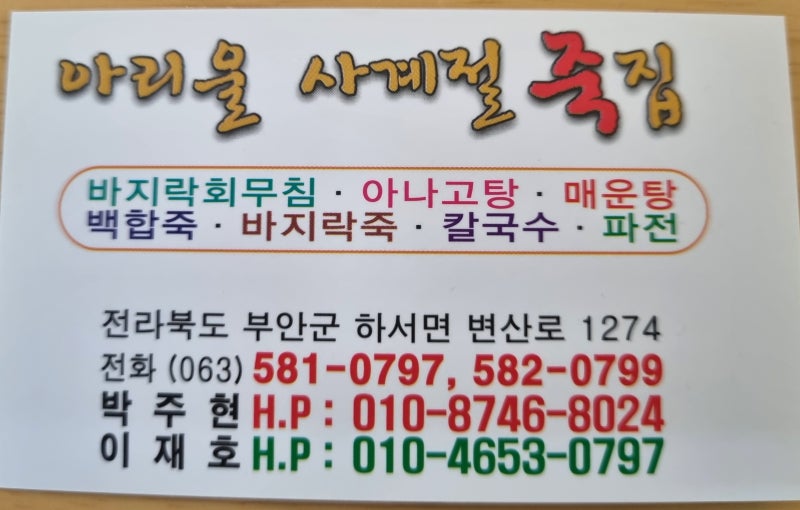 아리울 사계절 죽집
바지락회무침 · 아나고탕 · 매운탕
백합죽 · 바지락죽 · 칼국수 · 파전
전라북도 부안군 하서면 변산로 1274
전화 (063) 581-0797, 582-0799
박 주 현 H.P : 010-8746-8024
이 재 호 H.P : 010-4653-0797